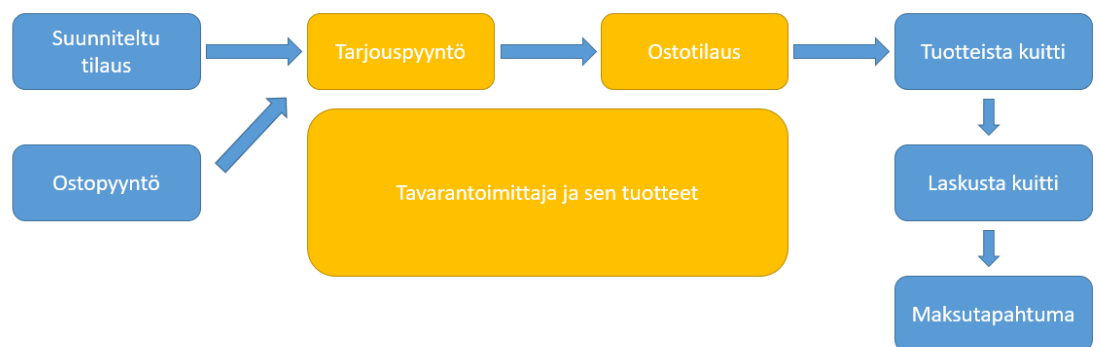 Suunniteltu
tilaus
Tarjouspyyntö
Ostotilaus
Tuotteista kuitti
Ostopyyntö
Tavarantoimittaja ja sen tuotteet
Laskusta kuitti
Maksutapahtuma